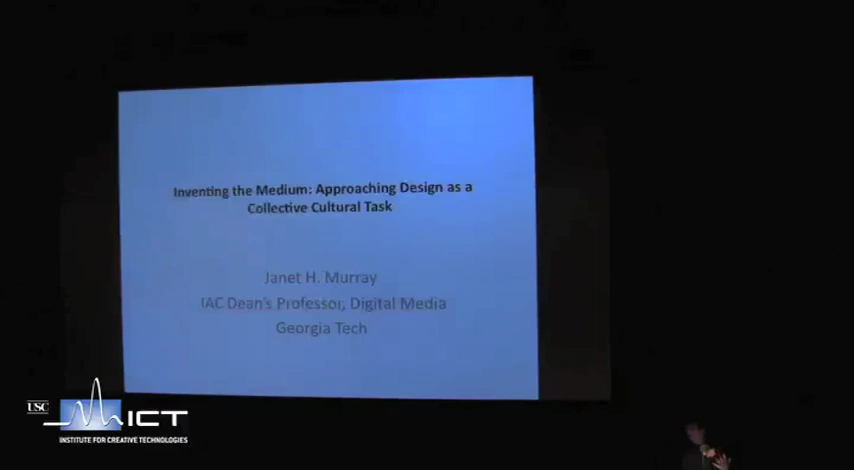 Inventing the Medium: Approaching Design as a
Collective Cultural Task
Janet H. Murray
IAC Dean's Professor, Digital Media
Georgia Tech
USC
ICT
INSTITUTE FOR CREATIVE TECHNOLOGIES